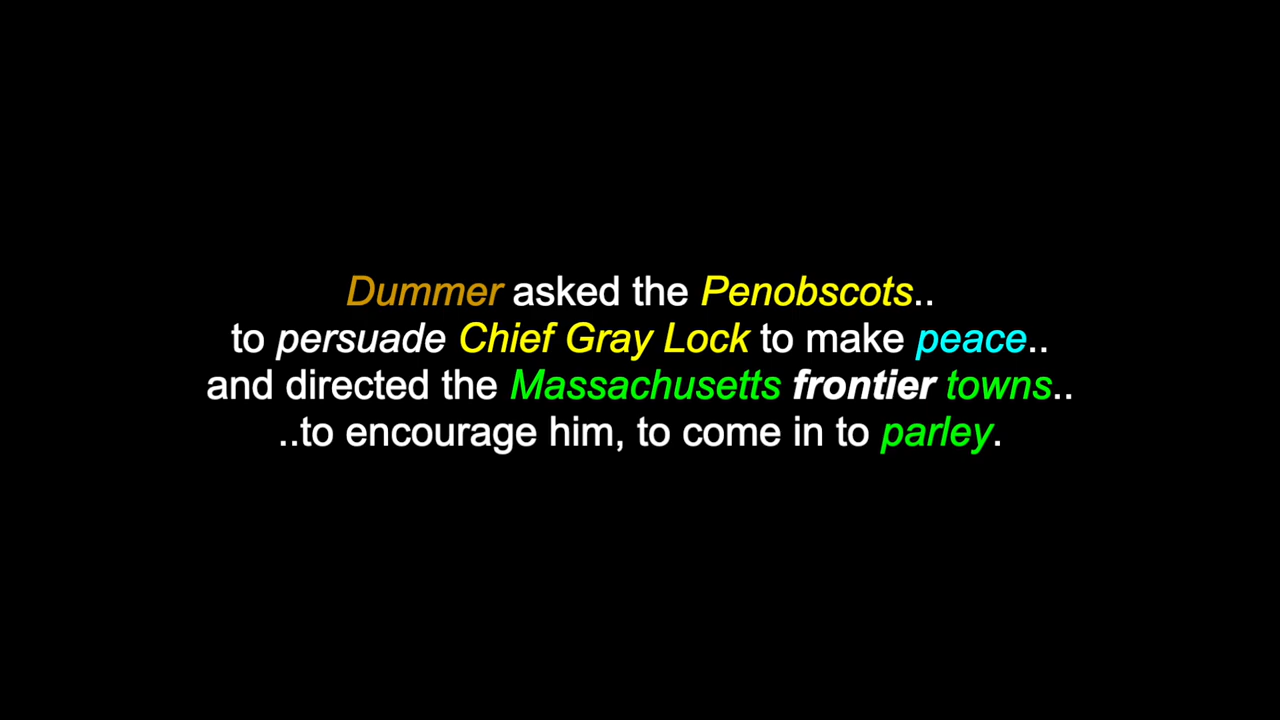 Dummer asked the Penobscots..
to persuade Chief Gray Lock to make peace..
and directed the Massachusetts frontier towns..
..to encourage him, to come in to parley.